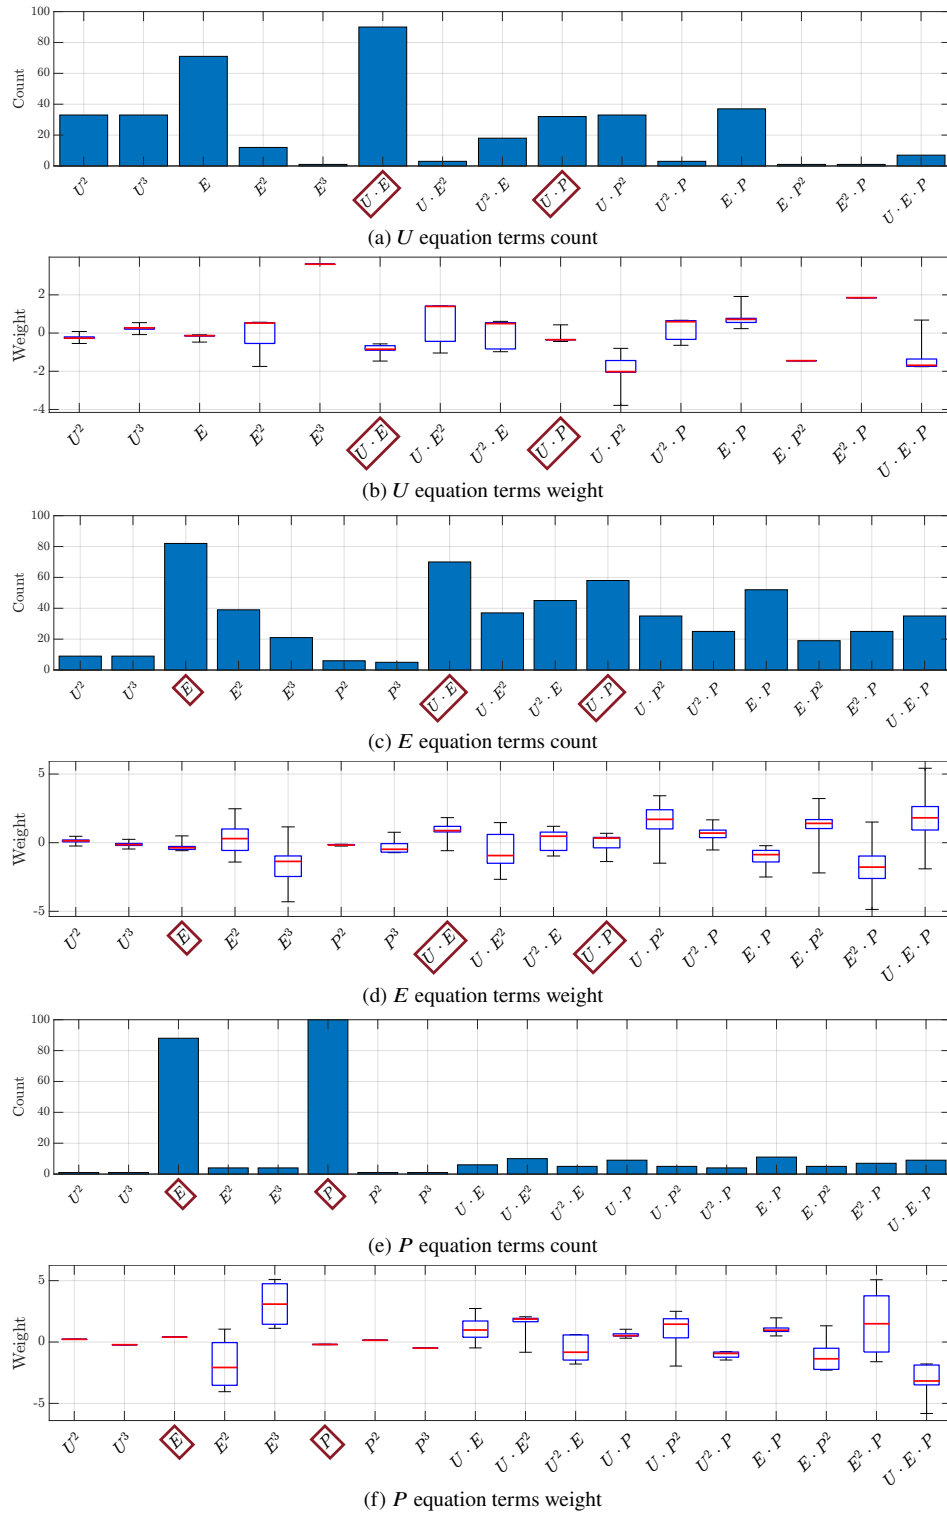 100
80
60
40
20
0
Count
U² U³ E E² E³ U · E U · E² U² · E U · P U · P² U² · P E · P E · P² E² · P U · E · P
(a) U equation terms count
2
0
-2
-4
Weight
U² U³ E E² E³ U · E U · E² U² · E U · P U · P² U² · P E · P E · P² E² · P U · E · P
(b) U equation terms weight
100
80
60
40
20
0
Count
U² U³ E E² E³ P² P³ U · E U · E² U² · E U · P U · P² U² · P E · P E · P² E² · P U · E · P
(c) E equation terms count
5
0
-5
Weight
U² U³ E E² E³ P² P³ U · E U · E² U² · E U · P U · P² U² · P E · P E · P² E² · P U · E · P
(d) E equation terms weight
100
80
60
40
20
0
Count
U² U³ E E² E³ P P² P³ U · E U · E² U² · E U · P U · P² U² · P E · P E · P² E² · P U · E · P
(e) P equation terms count
5
0
-5
Weight
U² U³ E E² E³ P P² P³ U · E U · E² U² · E U · P U · P² U² · P E · P E · P² E² · P U · E · P
(f) P equation terms weight